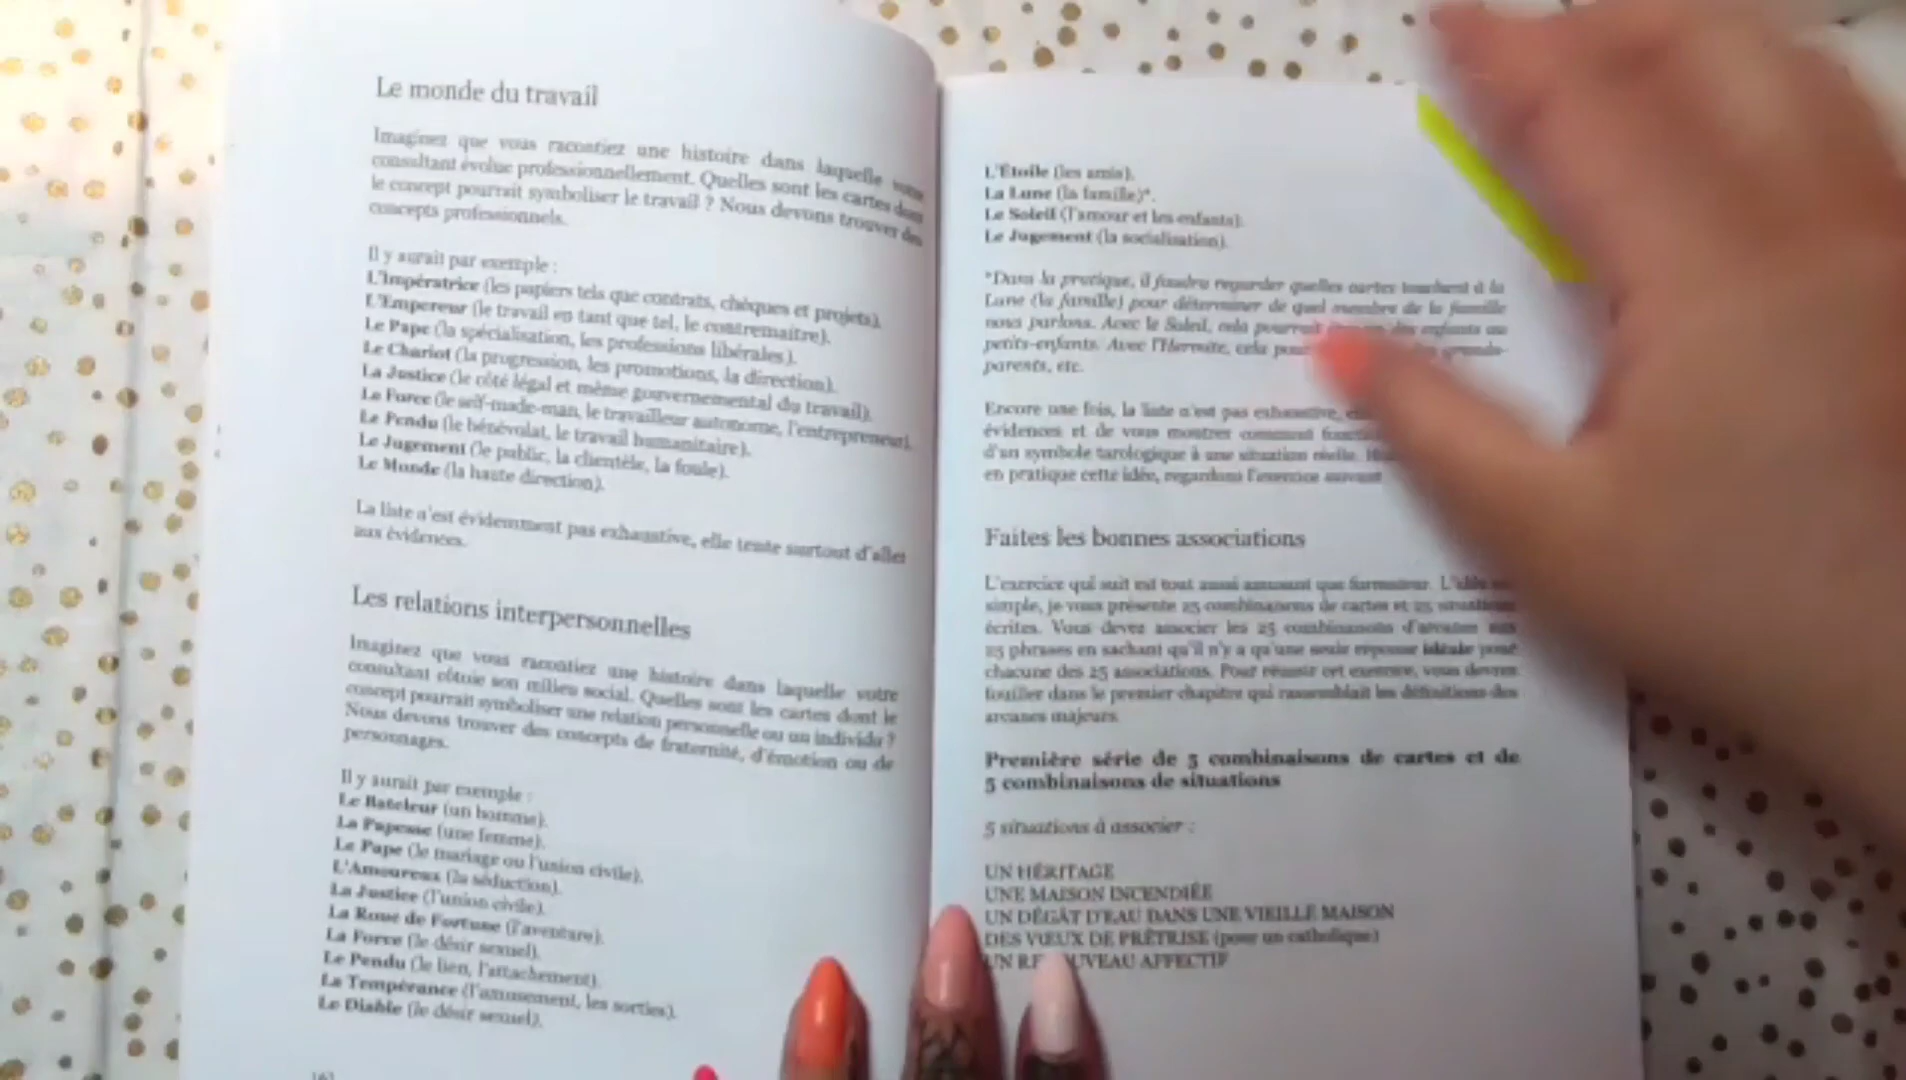 Le monde du travail
Imaginez que vous racontiez une histoire dans laquelle votre
consultant évolue professionnellement. Quelles sont les cartes dont
le concept pourrait symboliser le travail ? Nous devons trouver des
concepts professionnels.
Il y aurait par exemple :
L'Impératrice (les papiers tels que contrats, chèques et projets).
L'Empereur (le travail en tant que tel, le contremaître).
Le Pape (la spécialisation, les professions libérales).
Le Chariot (la progression, les promotions, la direction).
La Justice (le côté légal et même gouvernemental du travail).
La Force (le self-made-man, le travailleur autonome, l'entrepreneur).
Le Pendu (le bénévolat, le travail humanitaire).
Le Jugement (le public, la clientèle, la foule).
Le Monde (la haute direction).
La liste n'est évidemment pas exhaustive, elle tente surtout d'aller
aux évidences.
Les relations interpersonnelles
Imaginez que vous racontiez une histoire dans laquelle votre
consultant côtoie son milieu social. Quelles sont les cartes dont le
concept pourrait symboliser une relation personnelle ou un individu ?
Nous devons trouver des concepts de fraternité, d'émotion ou de
personnages.
Il y aurait par exemple :
Le Bateleur (un homme).
La Papesse (une femme).
Le Pape (le mariage ou l'union civile).
L'Amoureux (la séduction).
La Justice (l'union civile).
La Roue de Fortune (l'aventure).
La Force (le désir sexuel).
Le Pendu (le lien, l'attachement).
La Tempérance (l'amusement, les sorties).
Le Diable (le désir sexuel).
L'Étoile (les amis).
La Lune (la famille)*.
Le Soleil (l'amour et les enfants).
Le Jugement (la socialisation).
*Dans la pratique, il faudra regarder quelles cartes touchent à la
Lune (la famille) pour déterminer de quel membre de la famille
nous parlons. Avec le Soleil, cela pourrait enfants ou
petits-enfants. Avec l'Hermite, cela grands-
parents, etc.
Encore une fois, la liste n'est pas exhaustive,
évidences et de vous montrer comment
d'un symbole tarologique à une situation réelle.
en pratique cette idée, regardons l'exercice suivant
Faites les bonnes associations
L'exercice qui suit est tout aussi amusant que formateur. L'idée est
simple, je vous présente 25 combinaisons de cartes et 25 situations
écrites. Vous devez associer les 25 combinaisons d'arcanes aux
25 phrases en sachant qu'il n'y a qu'une seule réponse idéale pour
chacune des 25 associations. Pour réussir cet exercice, vous devrez
fouiller dans le premier chapitre qui rassemblait les définitions des
arcanes majeurs.
Première série de 5 combinaisons de cartes et de
5 combinaisons de situations
5 situations à associer :
UN HÉRITAGE
UNE MAISON INCENDIÉE
UN DÉGÂT D'EAU DANS UNE VIEILLE MAISON
DES VŒUX DE PRÊTRISE (pour un catholique)
UN AFFECTIF